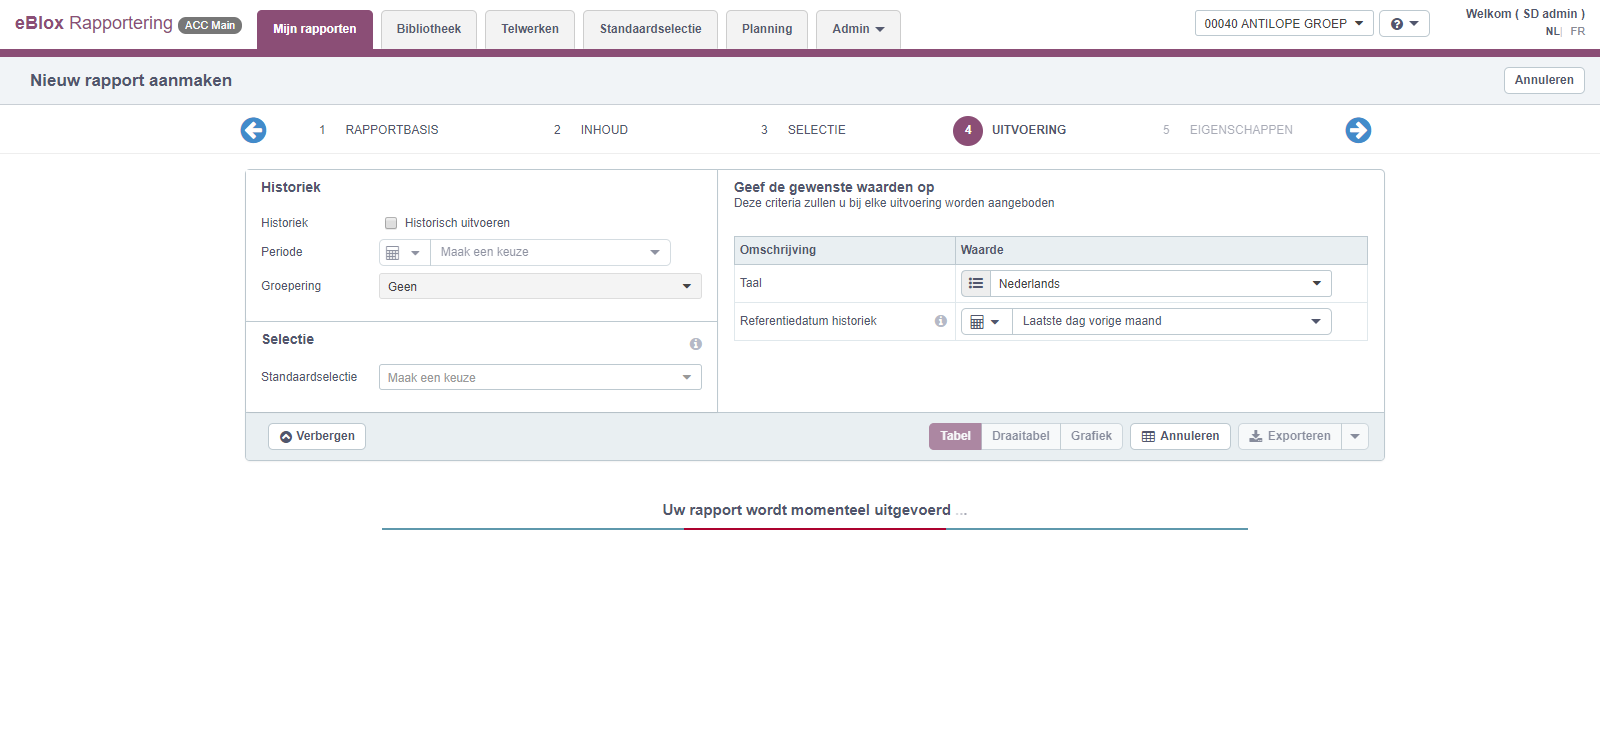 eBlox Rapportering ACC Main
Mijn rapporten
Bibliotheek
Telwerken
Standaardselectie
Planning
Admin
00040 ANTILOPE GROEP
Welkom ( SD admin )
NL| FR
Nieuw rapport aanmaken
Annuleren
1 RAPPORTBASIS
2 INHOUD
3 SELECTIE
4 UITVOERING
5 EIGENSCHAPPEN
Historiek
Historiek Historisch uitvoeren
Periode Maak een keuze
Groepering Geen
Selectie
Standaardselectie Maak een keuze
Geef de gewenste waarden op
Deze criteria zullen u bij elke uitvoering worden aangeboden
Omschrijving Waarde
Taal Nederlands
Referentiedatum historiek Laatste dag vorige maand
Verbergen
Tabel Draaitabel Grafiek
Annuleren
Exporteren
Uw rapport wordt momenteel uitgevoerd ...